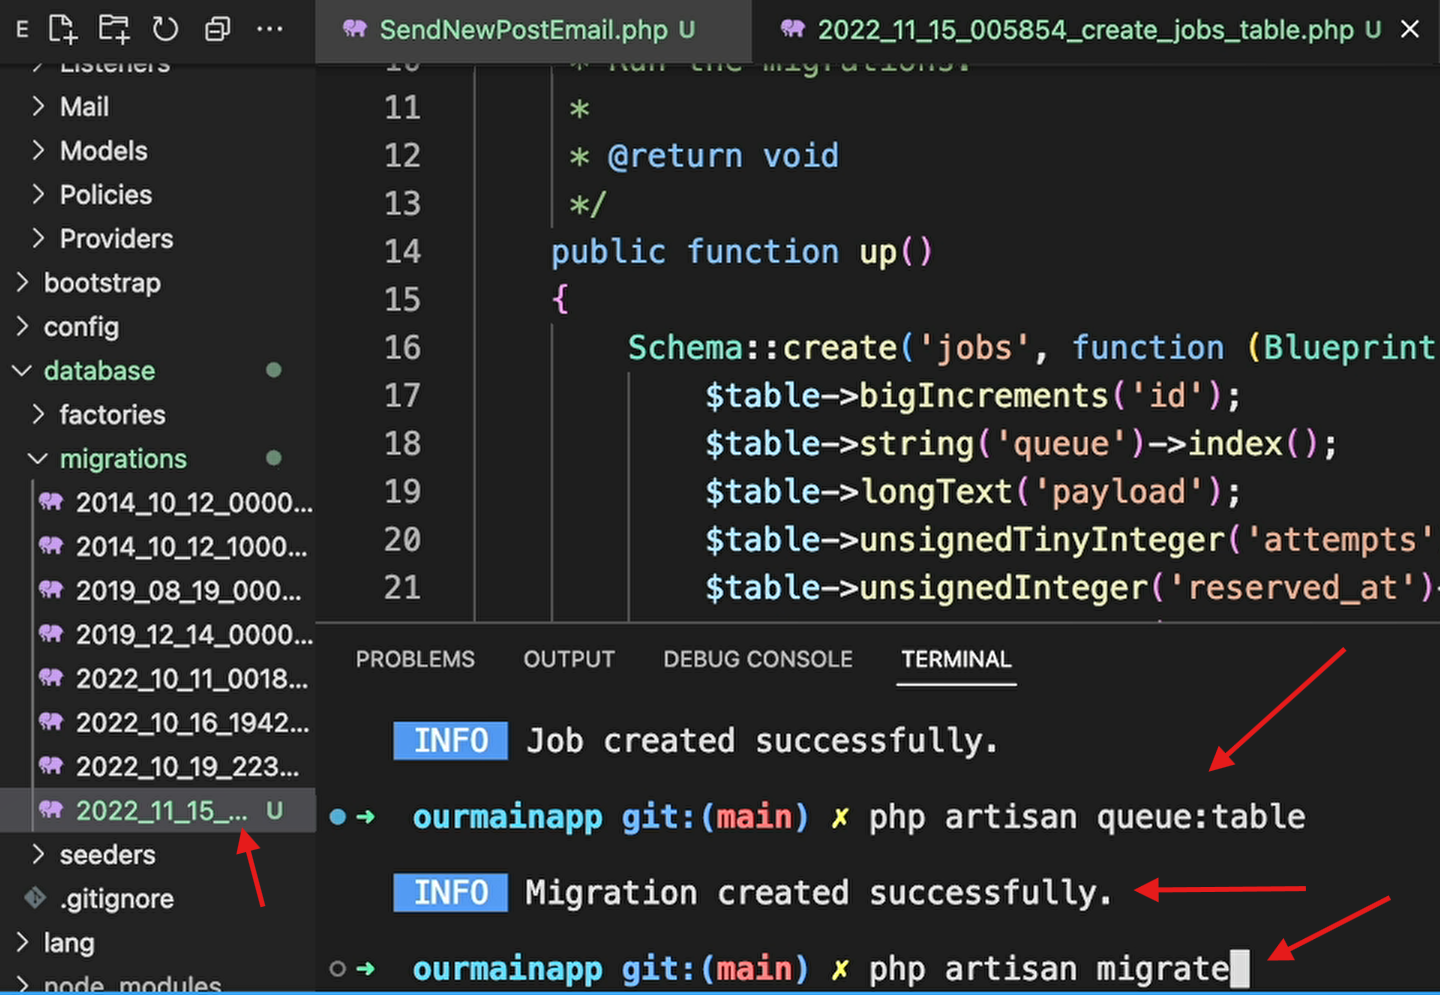 E
SendNewPostEmail.php U
2022_11_15_005854_create_jobs_table.php U
Listeners
Mail
Models
Policies
Providers
bootstrap
config
database
factories
migrations
2014_10_12_0000...
2014_10_12_1000...
2019_08_19_000...
2019_12_14_0000...
2022_10_11_0018...
2022_10_16_1942...
2022_10_19_223...
2022_11_15_... U
seeders
.gitignore
lang
node_modules
10 * Run the migrations.
11 *
12 * @return void
13 */
14 public function up()
15 {
16 Schema::create('jobs', function (Blueprint
17 $table->bigIncrements('id');
18 $table->string('queue')->index();
19 $table->longText('payload');
20 $table->unsignedTinyInteger('attempts'
21 $table->unsignedInteger('reserved_at')-
PROBLEMS OUTPUT DEBUG CONSOLE TERMINAL
INFO Job created successfully.
➜ ourmainapp git:(main) ✗ php artisan queue:table
INFO Migration created successfully.
➜ ourmainapp git:(main) ✗ php artisan migrate